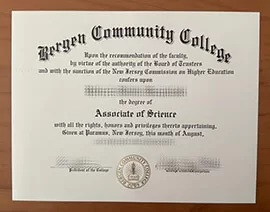 Bergen Community College
Upon the recommendation of the faculty,
by virtue of the authority of the Board of Trustees
and with the sanction of the New Jersey Commission on Higher Education
confers upon
the degree of
Associate of Science
with all the rights, honors and privileges thereto appertaining.
Given at Paramus, New Jersey, this month of August,
President of the College
BERGEN COMMUNITY COLLEGE